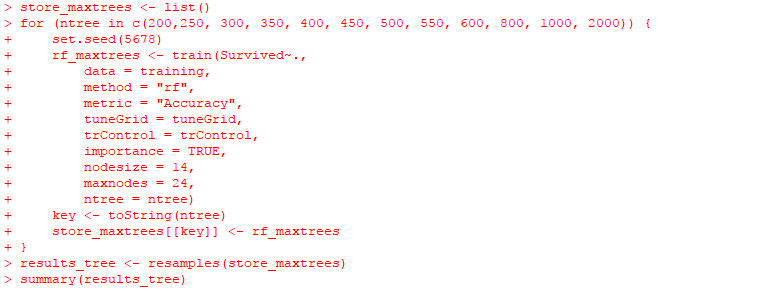 > store_maxtrees <- list()
> for (ntree in c(200,250, 300, 350, 400, 450, 500, 550, 600, 800, 1000, 2000)) {
+     set.seed(5678)
+     rf_maxtrees <- train(Survived~.,
+         data = training,
+         method = "rf",
+         metric = "Accuracy",
+         tuneGrid = tuneGrid,
+         trControl = trControl,
+         importance = TRUE,
+         nodesize = 14,
+         maxnodes = 24,
+         ntree = ntree)
+     key <- toString(ntree)
+     store_maxtrees[[key]] <- rf_maxtrees
+ }
> results_tree <- resamples(store_maxtrees)
> summary(results_tree)